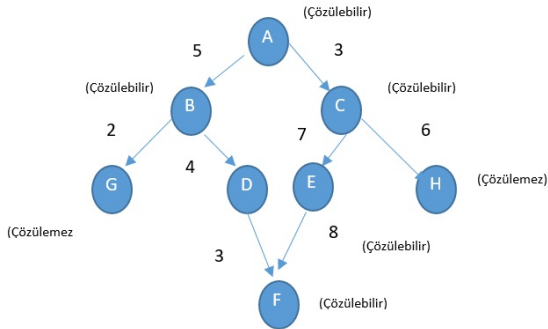 (Çözülebilir)
A
5
3
(Çözülebilir)
(Çözülebilir)
B
C
2
7
6
4
G
D
E
H
(Çözülemez)
(Çözülemez
8
3
(Çözülebilir)
F
(Çözülebilir)